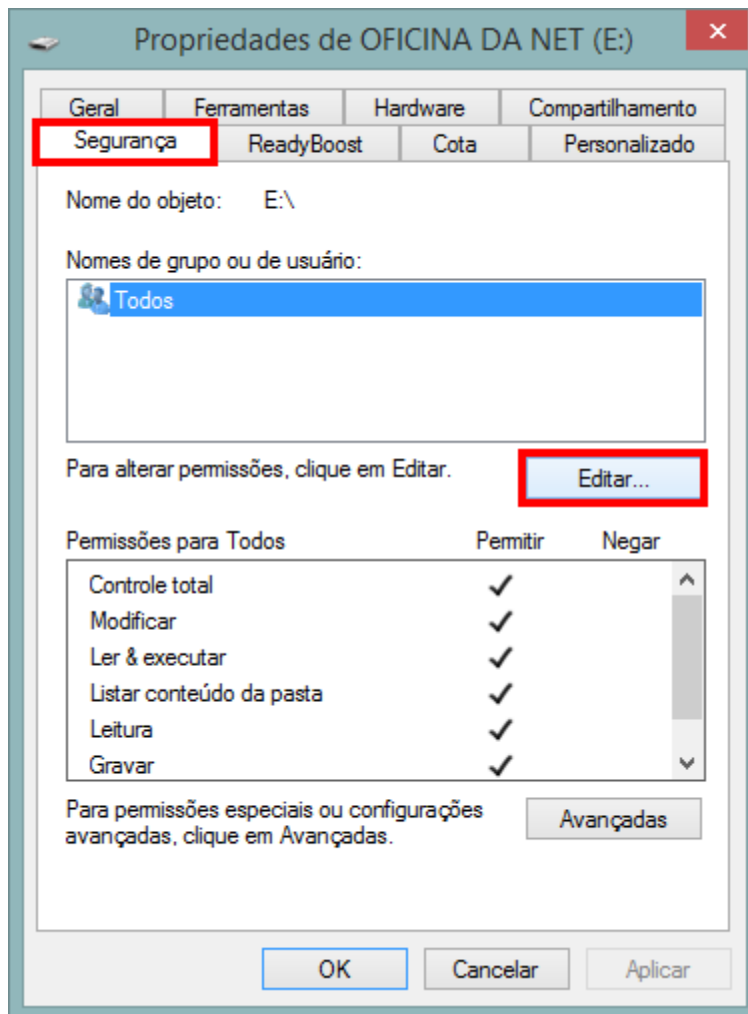 Propriedades de OFICINA DA NET (E:)
Geral Ferramentas Hardware Compartilhamento
Segurança ReadyBoost Cota Personalizado
Nome do objeto: E:\
Nomes de grupo ou de usuário:
Todos
Para alterar permissões, clique em Editar.
Editar...
Permissões para Todos Permitir Negar
Controle total
Modificar
Ler & executar
Listar conteúdo da pasta
Leitura
Gravar
Para permissões especiais ou configurações
avançadas, clique em Avançadas.
Avançadas
OK Cancelar Aplicar